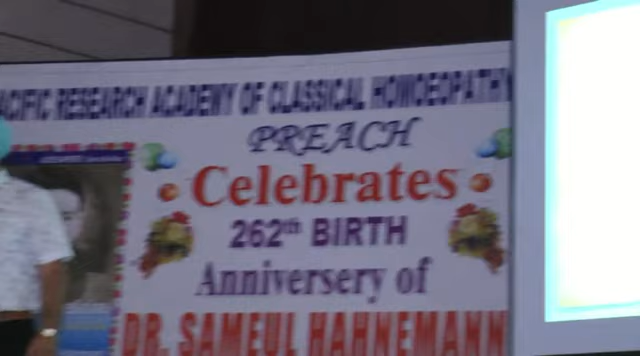 ACIFIC RESEARCH ACADEMY OF CLASSICAL HOMOEOPATHY
PREACH
Celebrates
262th BIRTH
Anniversery of
DR. SAMEUL HAHNEMANN